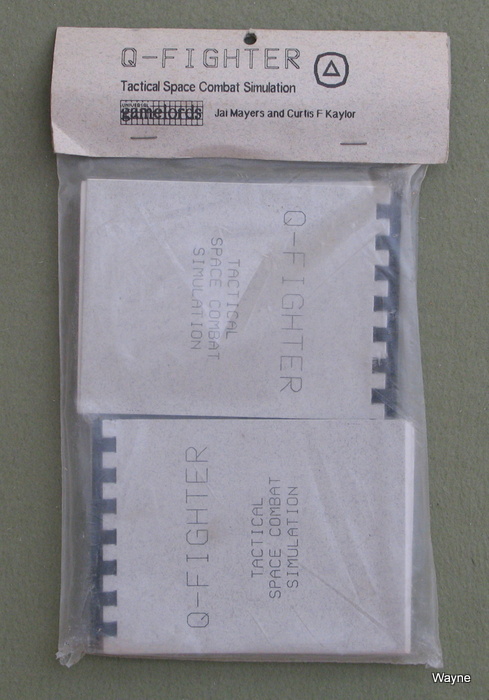 Q-FIGHTER
Tactical Space Combat Simulation
gamelords
Jai Mayers and Curtis F Kaylor
Q-FIGHTER
TACTICAL
SPACE COMBAT
SIMULATION
Q-FIGHTER
TACTICAL
SPACE COMBAT
SIMULATION
Wayne